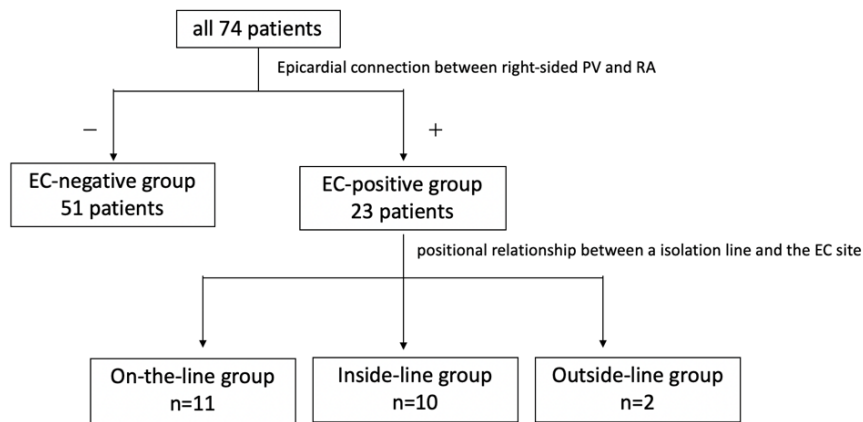 all 74 patients
Epicardial connection between right-sided PV and RA
−
+
EC-negative group
51 patients
EC-positive group
23 patients
positional relationship between a isolation line and the EC site
On-the-line group
n=11
Inside-line group
n=10
Outside-line group
n=2